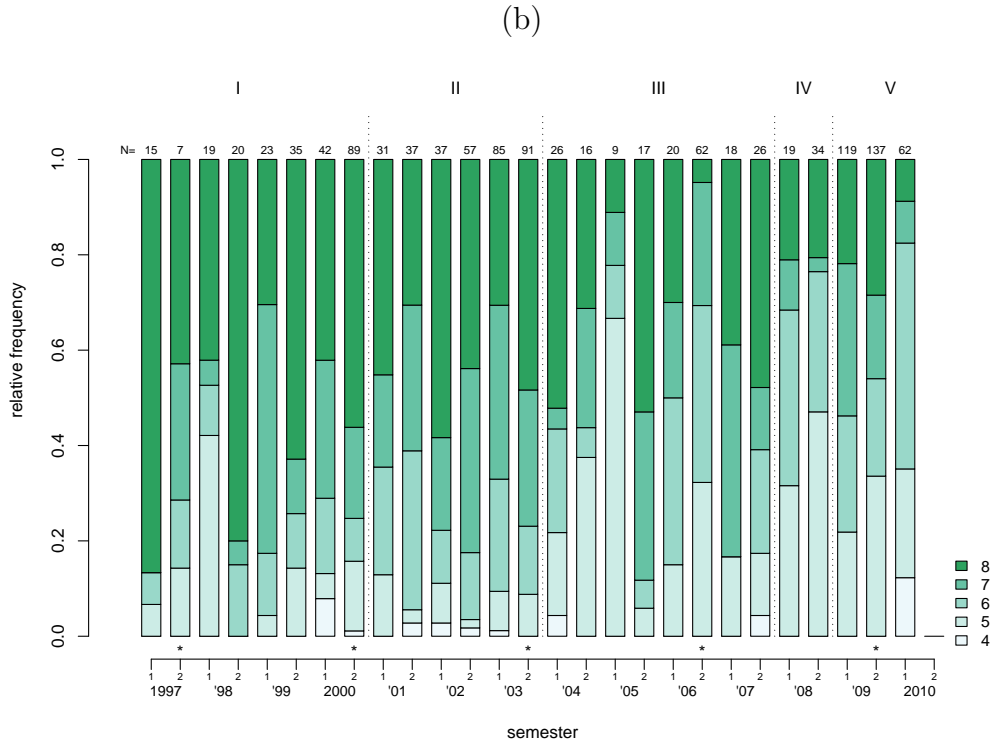 (b)
I II III IV V
N= 15 7 19 20 23 35 42 89 31 37 37 57 85 91 26 16 9 17 20 62 18 26 19 34 119 137 62
1.0
0.8
0.6
0.4
0.2
0.0
relative frequency
8
7
6
5
4
* * * * *
1 2 1 2 1 2 1 2 1 2 1 2 1 2 1 2 1 2 1 2 1 2 1 2 1 2 1 2
1997 '98 '99 2000 '01 '02 '03 '04 '05 '06 '07 '08 '09 2010
semester